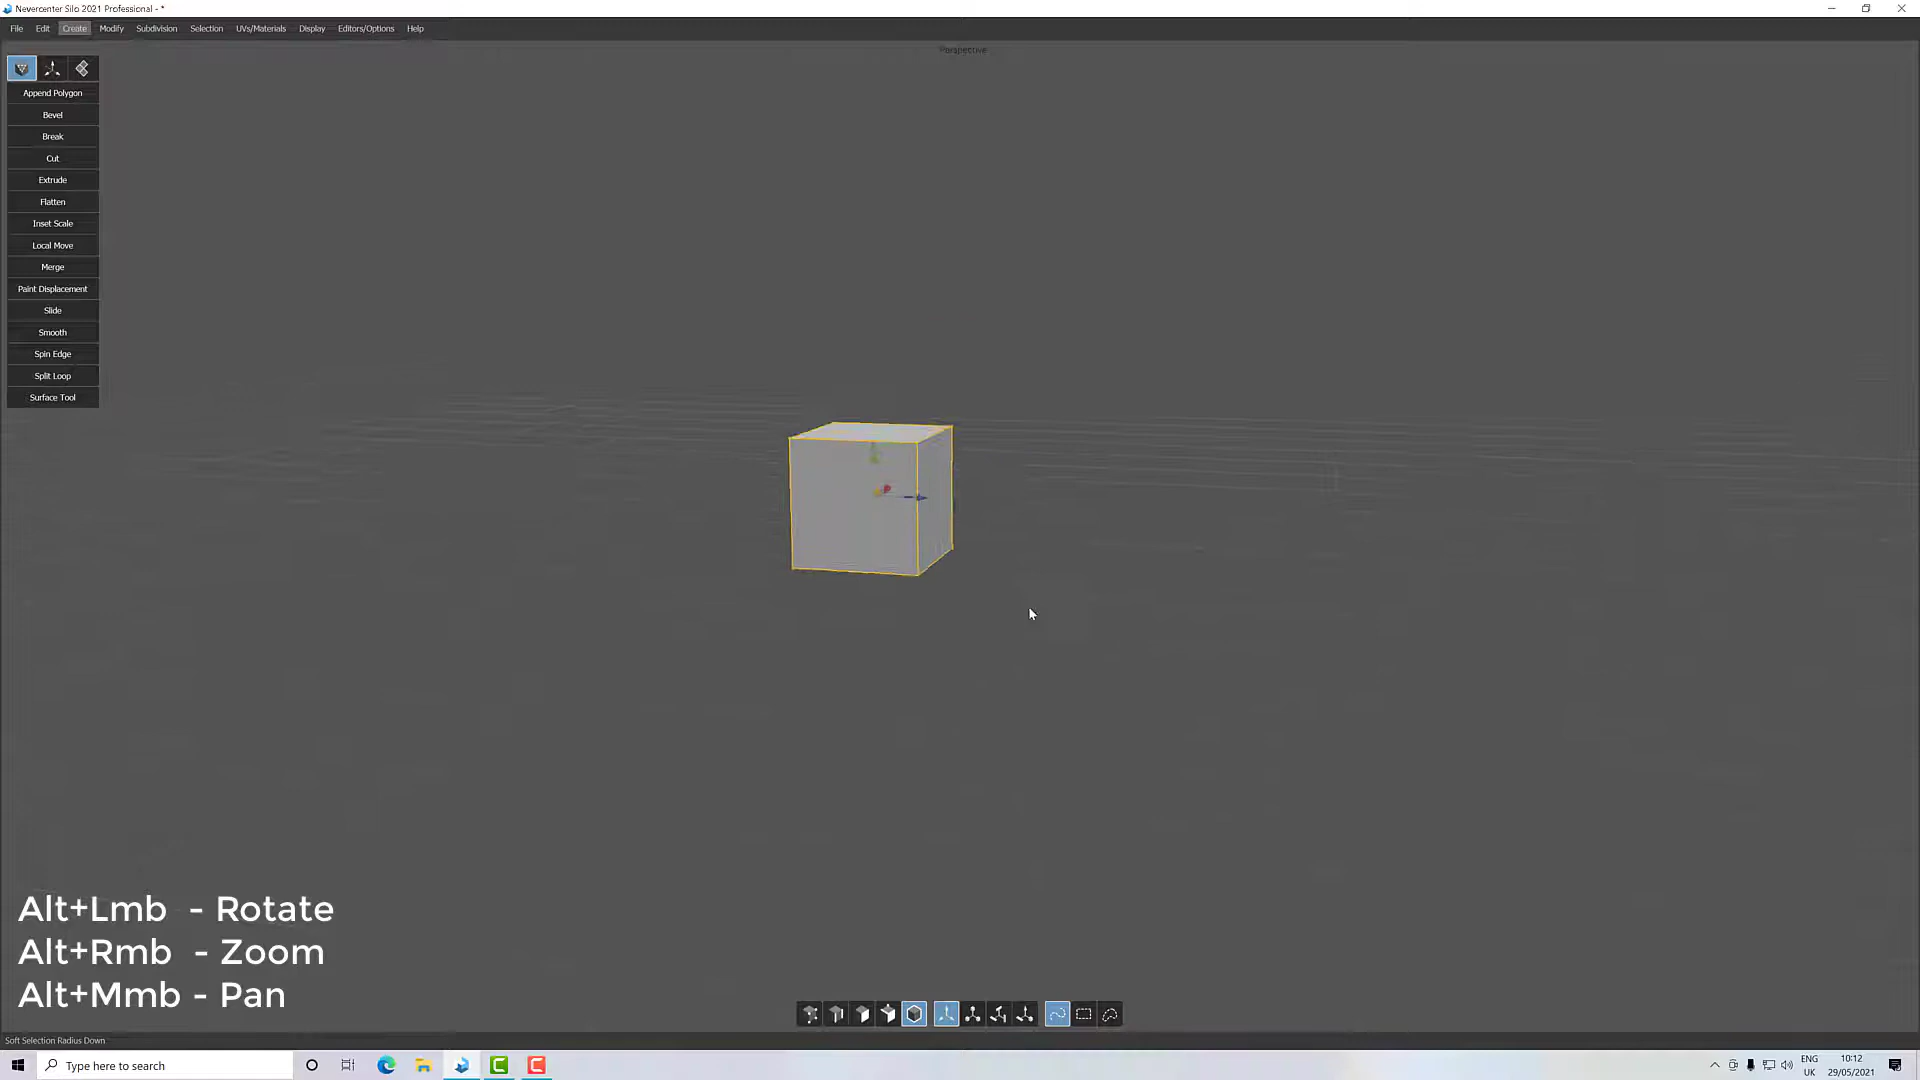 Nevercenter Silo 2021 Professional - *
File Edit Create Modify Subdivision Selection UVs/Materials Display Editors/Options Help
Perspective
Append Polygon
Bevel
Break
Cut
Extrude
Flatten
Inset Scale
Local Move
Merge
Paint Displacement
Slide
Smooth
Spin Edge
Split Loop
Surface Tool
Alt+Lmb - Rotate
Alt+Rmb - Zoom
Alt+Mmb - Pan
Soft Selection Radius Down
Type here to search
ENG
UK
10:12
29/05/2021